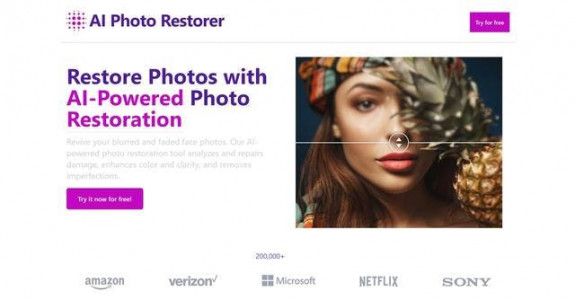 AI Photo Restorer
Try for free
Restore Photos with
AI-Powered Photo
Restoration
Revive your blurred and faded face photos. Our AI-
powered photo restoration tool analyzes and repairs
damage, enhances color and clarity, and removes
imperfections.
Try it now for free!
200,000+
amazon
verizon
Microsoft
NETFLIX
SONY